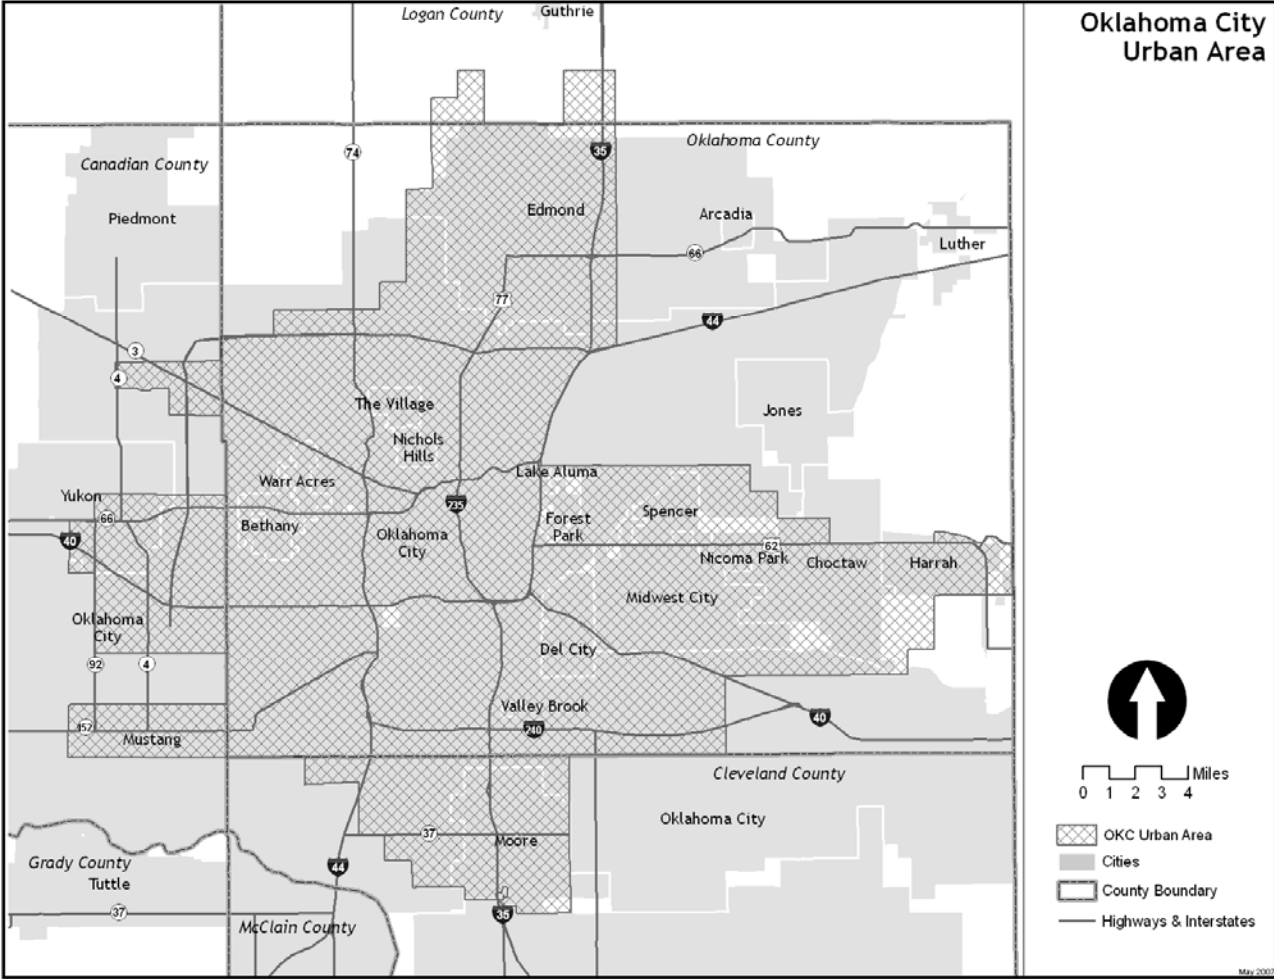 Logan County
Guthrie
Oklahoma City
Urban Area
74
35
Oklahoma County
Canadian County
Piedmont
Edmond
Arcadia
66
Luther
77
44
3
4
The Village
Jones
Nichols
Hills
Lake Aluma
Warr Acres
Yukon
66
235
Bethany
Oklahoma
City
Forest
Park
Spencer
40
62
Nicoma Park
Choctaw
Harrah
Midwest City
Oklahoma
City
Del City
92
4
Valley Brook
40
152
240
Mustang
Cleveland County
Miles
0 1 2 3 4
Oklahoma City
37
Moore
OKC Urban Area
Grady County
44
Cities
Tuttle
County Boundary
37
35
Highways & Interstates
McClain County